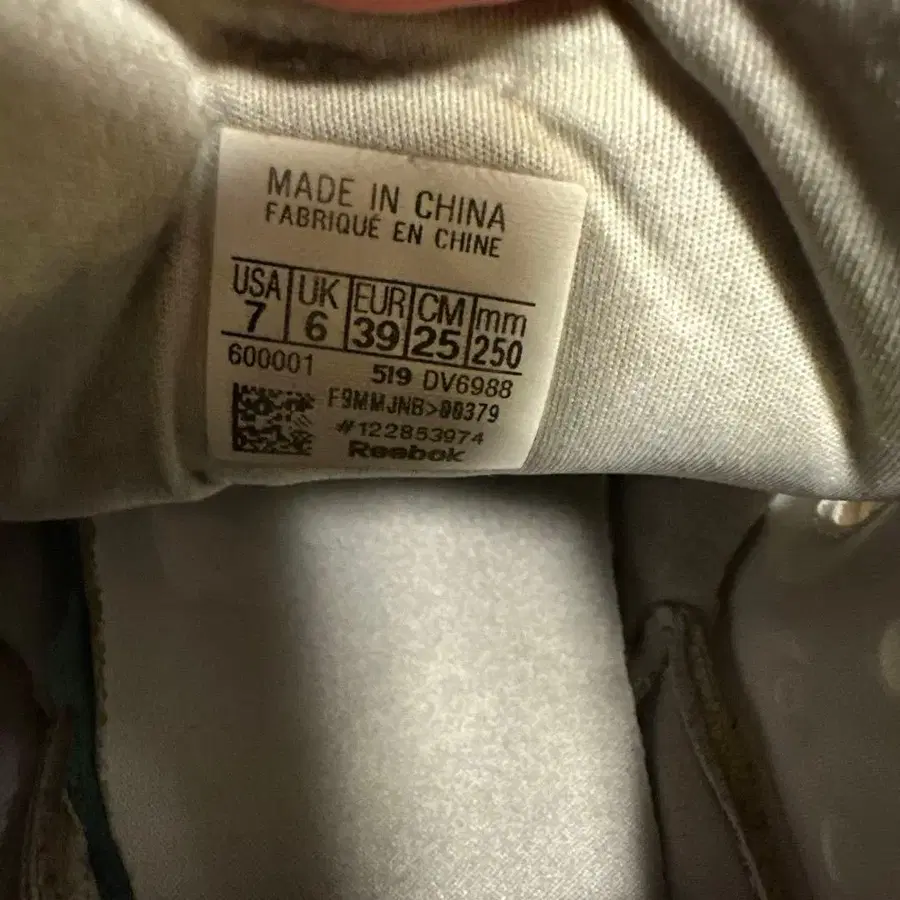 MADE IN CHINA
FABRIQUÉ EN CHINE
USA UK EUR CM mm
7 6 39 25 250
600001 519 DV6988
F9MMJNB>00379
#122853974
Reebok